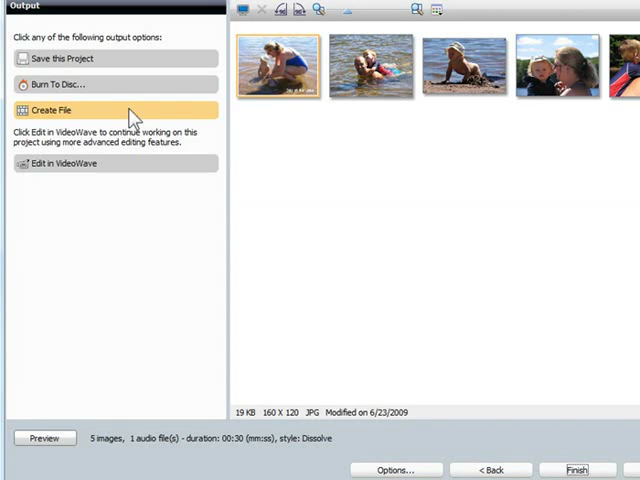 Output
Click any of the following output options:
Save this Project
Burn To Disc...
Create File
Click Edit in VideoWave to continue working on this
project using more advanced editing features.
Edit in VideoWave
19 KB 160 X 120 JPG Modified on 6/23/2009
Preview
5 images, 1 audio file(s) - duration: 00:30 (mm:ss), style: Dissolve
Options...
< Back
Finish